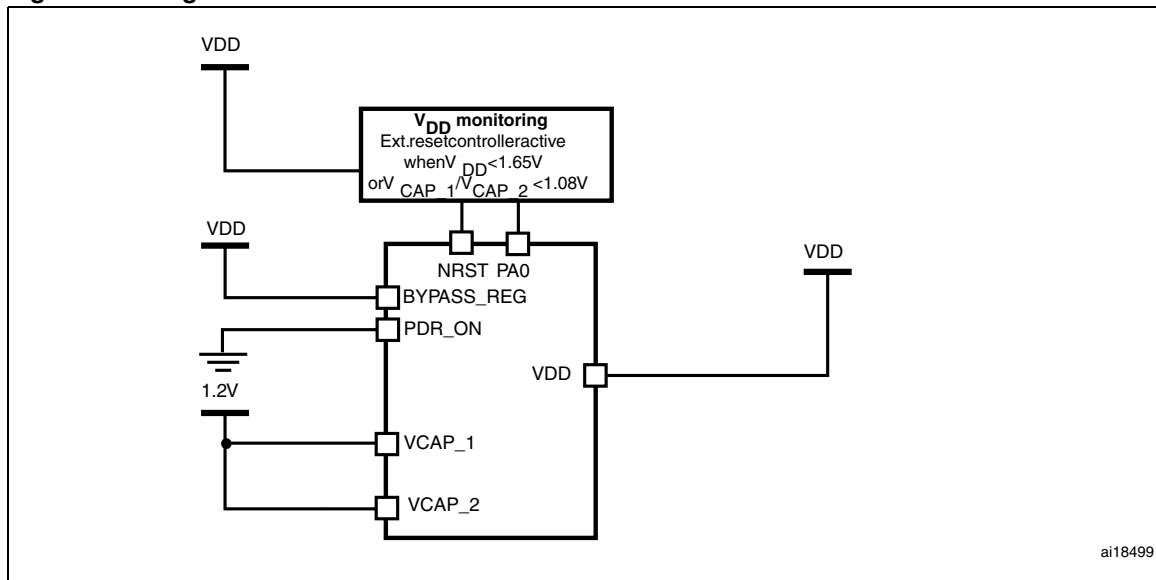 VDD
VDD monitoring
Ext.resetcontrolleractive
whenV DD<1.65V
orV CAP_1/VCAP_2 <1.08V
VDD
NRST PA0
VDD
BYPASS_REG
PDR_ON
VDD
1.2V
VCAP_1
VCAP_2
ai18499